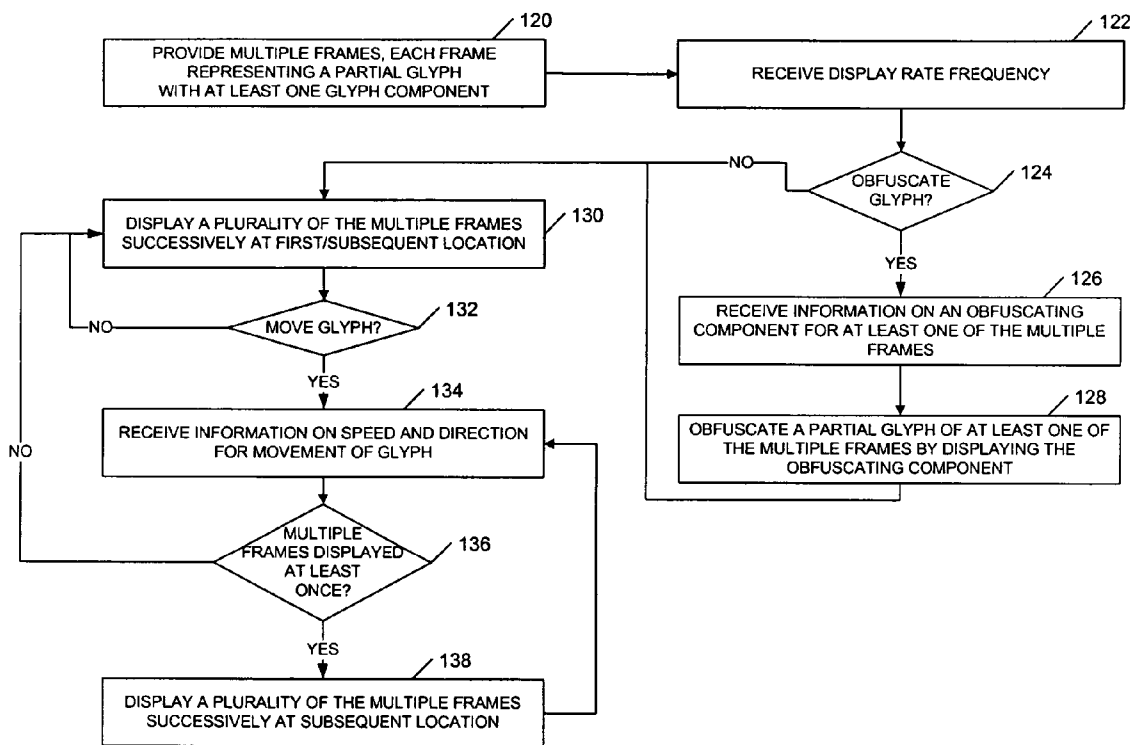 120
PROVIDE MULTIPLE FRAMES, EACH FRAME
REPRESENTING A PARTIAL GLYPH
WITH AT LEAST ONE GLYPH COMPONENT
122
RECEIVE DISPLAY RATE FREQUENCY
NO
OBFUSCATE
GLYPH?
124
YES
126
RECEIVE INFORMATION ON AN OBFUSCATING
COMPONENT FOR AT LEAST ONE OF THE MULTIPLE
FRAMES
128
OBFUSCATE A PARTIAL GLYPH OF AT LEAST ONE OF
THE MULTIPLE FRAMES BY DISPLAYING THE
OBFUSCATING COMPONENT
DISPLAY A PLURALITY OF THE MULTIPLE FRAMES
SUCCESSIVELY AT FIRST/SUBSEQUENT LOCATION
130
NO
MOVE GLYPH?
132
YES
134
RECEIVE INFORMATION ON SPEED AND DIRECTION
FOR MOVEMENT OF GLYPH
NO
MULTIPLE
FRAMES DISPLAYED
AT LEAST
ONCE?
136
YES
138
DISPLAY A PLURALITY OF THE MULTIPLE FRAMES
SUCCESSIVELY AT SUBSEQUENT LOCATION